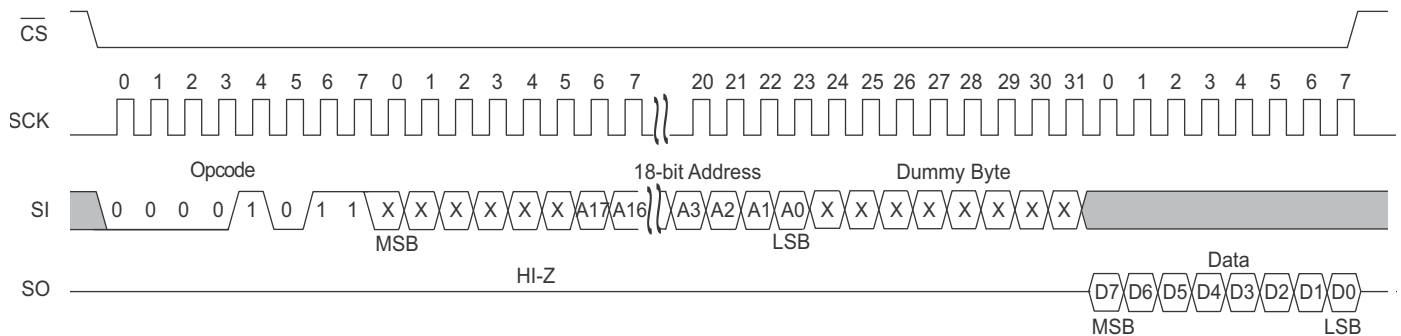 CS
0 1 2 3 4 5 6 7 0 1 2 3 4 5 6 7 20 21 22 23 24 25 26 27 28 29 30 31 0 1 2 3 4 5 6 7
SCK
Opcode 18-bit Address Dummy Byte
SI 0 0 0 0 1 0 1 1 X X X X X X A17 A16 A3 A2 A1 A0 X X X X X X X X
MSB LSB
HI-Z Data
SO D7 D6 D5 D4 D3 D2 D1 D0
MSB LSB